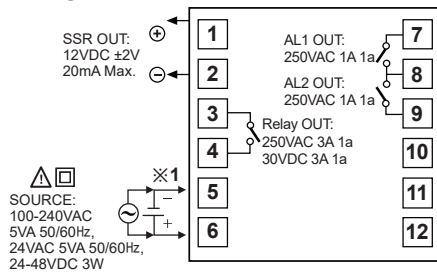 SSR OUT:
12VDC ±2V
20mA Max.
+
−
1
2
3
4
5
6
AL1 OUT:
250VAC 1A 1a
AL2 OUT:
250VAC 1A 1a
Relay OUT:
250VAC 3A 1a
30VDC 3A 1a
7
8
9
10
11
12
※1
−
+
SOURCE:
100-240VAC
5VA 50/60Hz,
24VAC 5VA 50/60Hz,
24-48VDC 3W